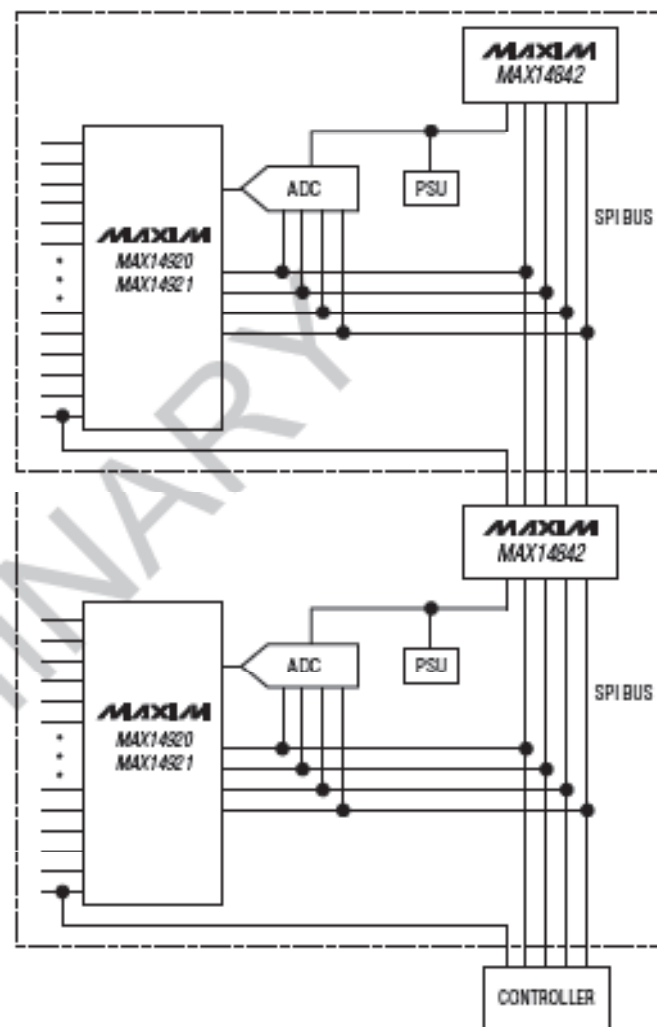 MAXIM
MAX14842
ADC
PSU
SPI BUS
MAXIM
MAX14920
MAX14921
INARY
MAXIM
MAX14842
ADC
PSU
SPI BUS
MAXIM
MAX14920
MAX14921
CONTROLLER